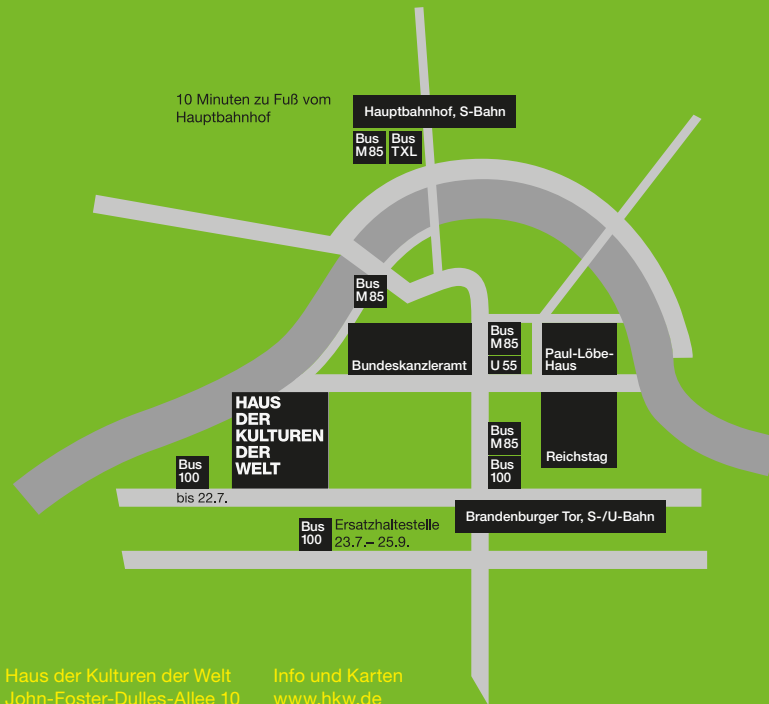 10 Minuten zu Fuß vom
Hauptbahnhof
Hauptbahnhof, S-Bahn
Bus
M85
Bus
TXL
Bus
M85
Bundeskanzleramt
Bus
M85
U55
Paul-Löbe-
Haus
HAUS
DER
KULTUREN
DER
WELT
Bus
M85
Bus
100
Reichstag
Bus
100
bis 22.7.
Brandenburger Tor, S-/U-Bahn
Bus
100
Ersatzhaltestelle
23.7.– 25.9.
Haus der Kulturen der Welt
John-Foster-Dulles-Allee 10
Info und Karten
www.hkw.de